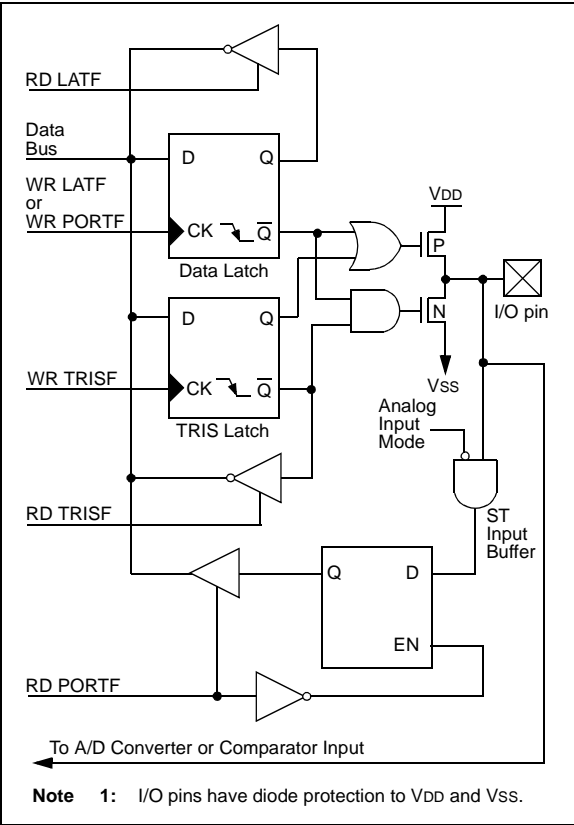 RD LATF
Data
Bus
WR LATF
or
WR PORTF
D Q
CK Q
Data Latch
VDD
P
N
I/O pin
VSS
D Q
WR TRISF
CK Q
TRIS Latch
Analog
Input
Mode
RD TRISF
ST
Input
Buffer
Q D
EN
RD PORTF
To A/D Converter or Comparator Input
Note 1: I/O pins have diode protection to VDD and VSS.